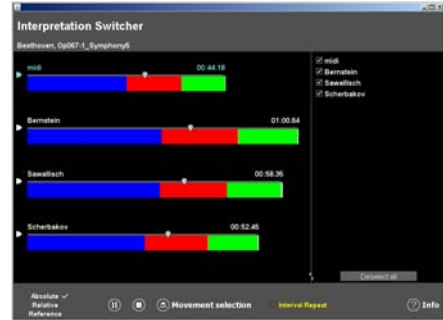 Interpretation Switcher
Beethoven, Op067-1_Symphony5
midi 00:44.18
Bernstein 01:00.64
Sawallisch 00:58.35
Scherbakov 00:52.45
midi
Bernstein
Sawallisch
Scherbakov
Deselect all
Absolute
Relative
Reference
Movement selection
Interval Repeat
? Info